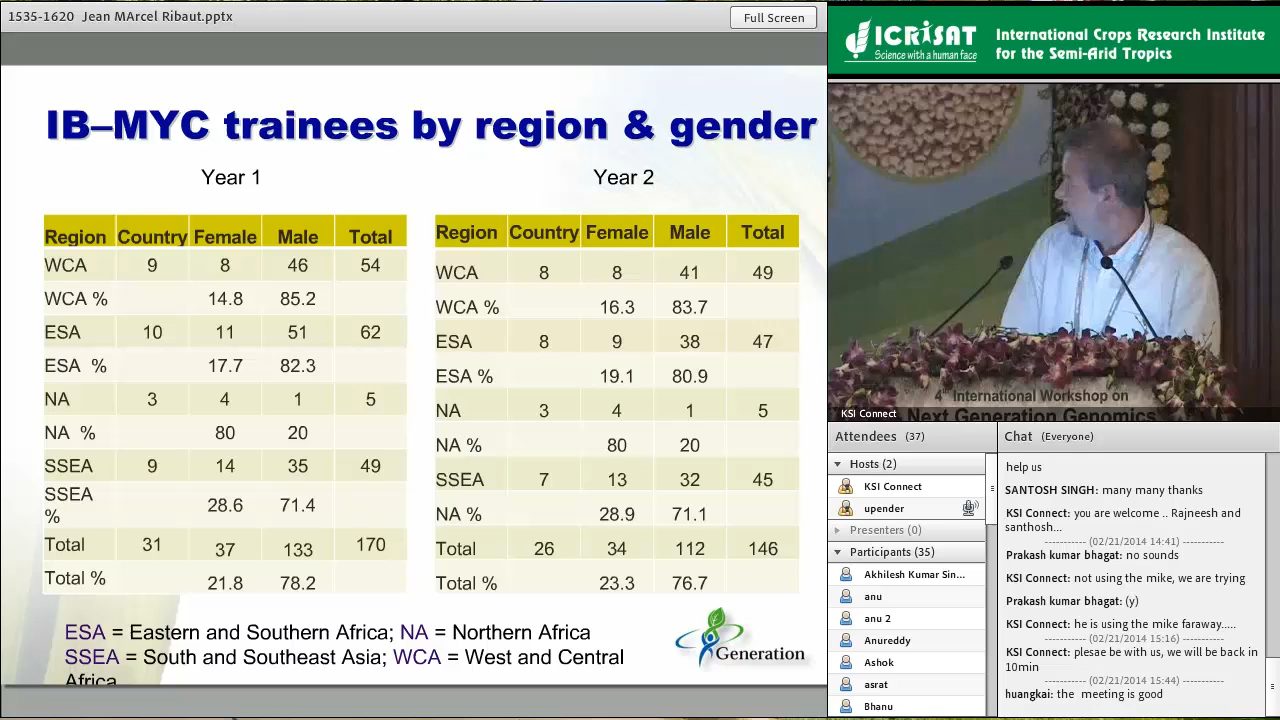 1535-1620 Jean MArcel Ribaut.pptx
Full Screen
IB–MYC trainees by region & gender
Year 1
Region Country Female Male Total
WCA 9 8 46 54
WCA % 14.8 85.2
ESA 10 11 51 62
ESA % 17.7 82.3
NA 3 4 1 5
NA % 80 20
SSEA 9 14 35 49
SSEA
% 28.6 71.4
Total 31 37 133 170
Total % 21.8 78.2
Year 2
Region Country Female Male Total
WCA 8 8 41 49
WCA % 16.3 83.7
ESA 8 9 38 47
ESA % 19.1 80.9
NA 3 4 1 5
NA % 80 20
SSEA 7 13 32 45
NA % 28.9 71.1
Total 26 34 112 146
Total % 23.3 76.7
ESA = Eastern and Southern Africa; NA = Northern Africa
SSEA = South and Southeast Asia; WCA = West and Central
Africa
Generation
ICRISAT
Science with a human face
International Crops Research Institute
for the Semi-Arid Tropics
4th International Workshop on
Next Generation Genomics
KSI Connect
Attendees (37)
Hosts (2)
KSI Connect
upender
Presenters (0)
Participants (35)
Akhilesh Kumar Sin...
anu
anu 2
Anureddy
Ashok
asrat
Bhanu
Chat (Everyone)
help us
SANTOSH SINGH: many many thanks
KSI Connect: you are welcome .. Rajneesh and
santhosh...
----------- (02/21/2014 14:41) -----------
Prakash kumar bhagat: no sounds
KSI Connect: not using the mike, we are trying
Prakash kumar bhagat: (y)
KSI Connect: he is using the mike faraway.....
----------- (02/21/2014 15:16) -----------
KSI Connect: plesae be with us, we will be back in
10min
----------- (02/21/2014 15:44) -----------
huangkai: the meeting is good